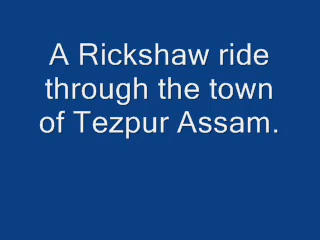 A Rickshaw ride
through the town
of Tezpur Assam.